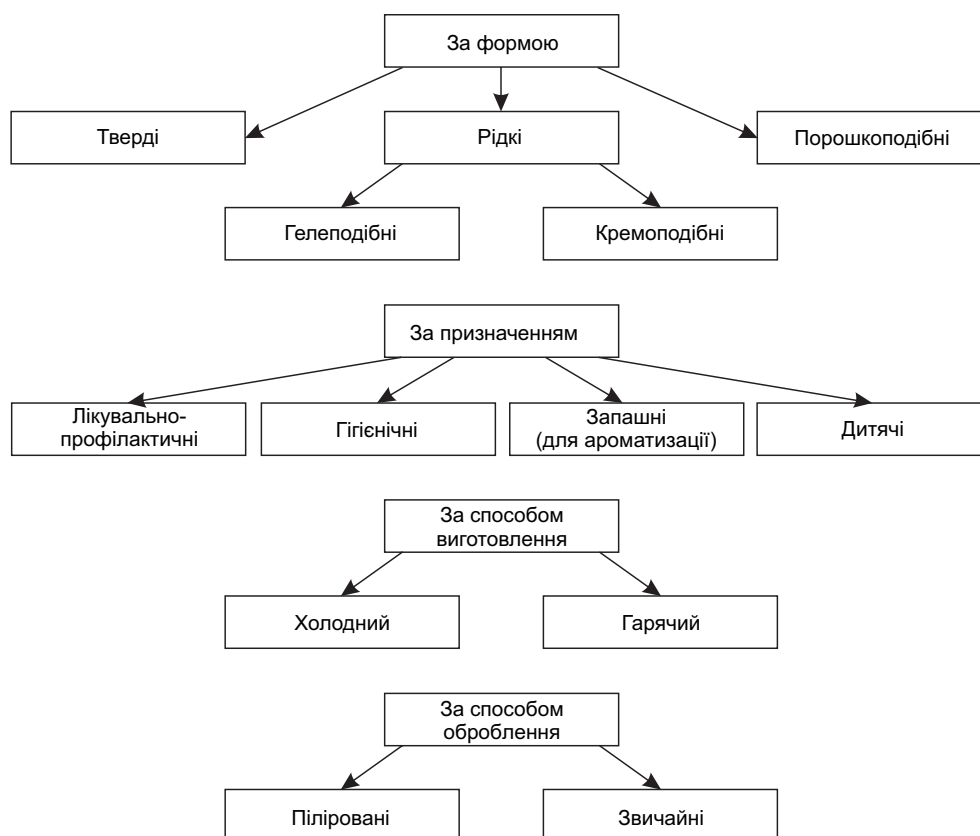 За формою
Тверді
Рідкі
Порошкоподібні
Гелеподібні
Кремоподібні
За призначенням
Лікувально-
профілактичні
Гігієнічні
Запашні
(для ароматизації)
Дитячі
За способом
виготовлення
Холодний
Гарячий
За способом
оброблення
Піліровані
Звичайні